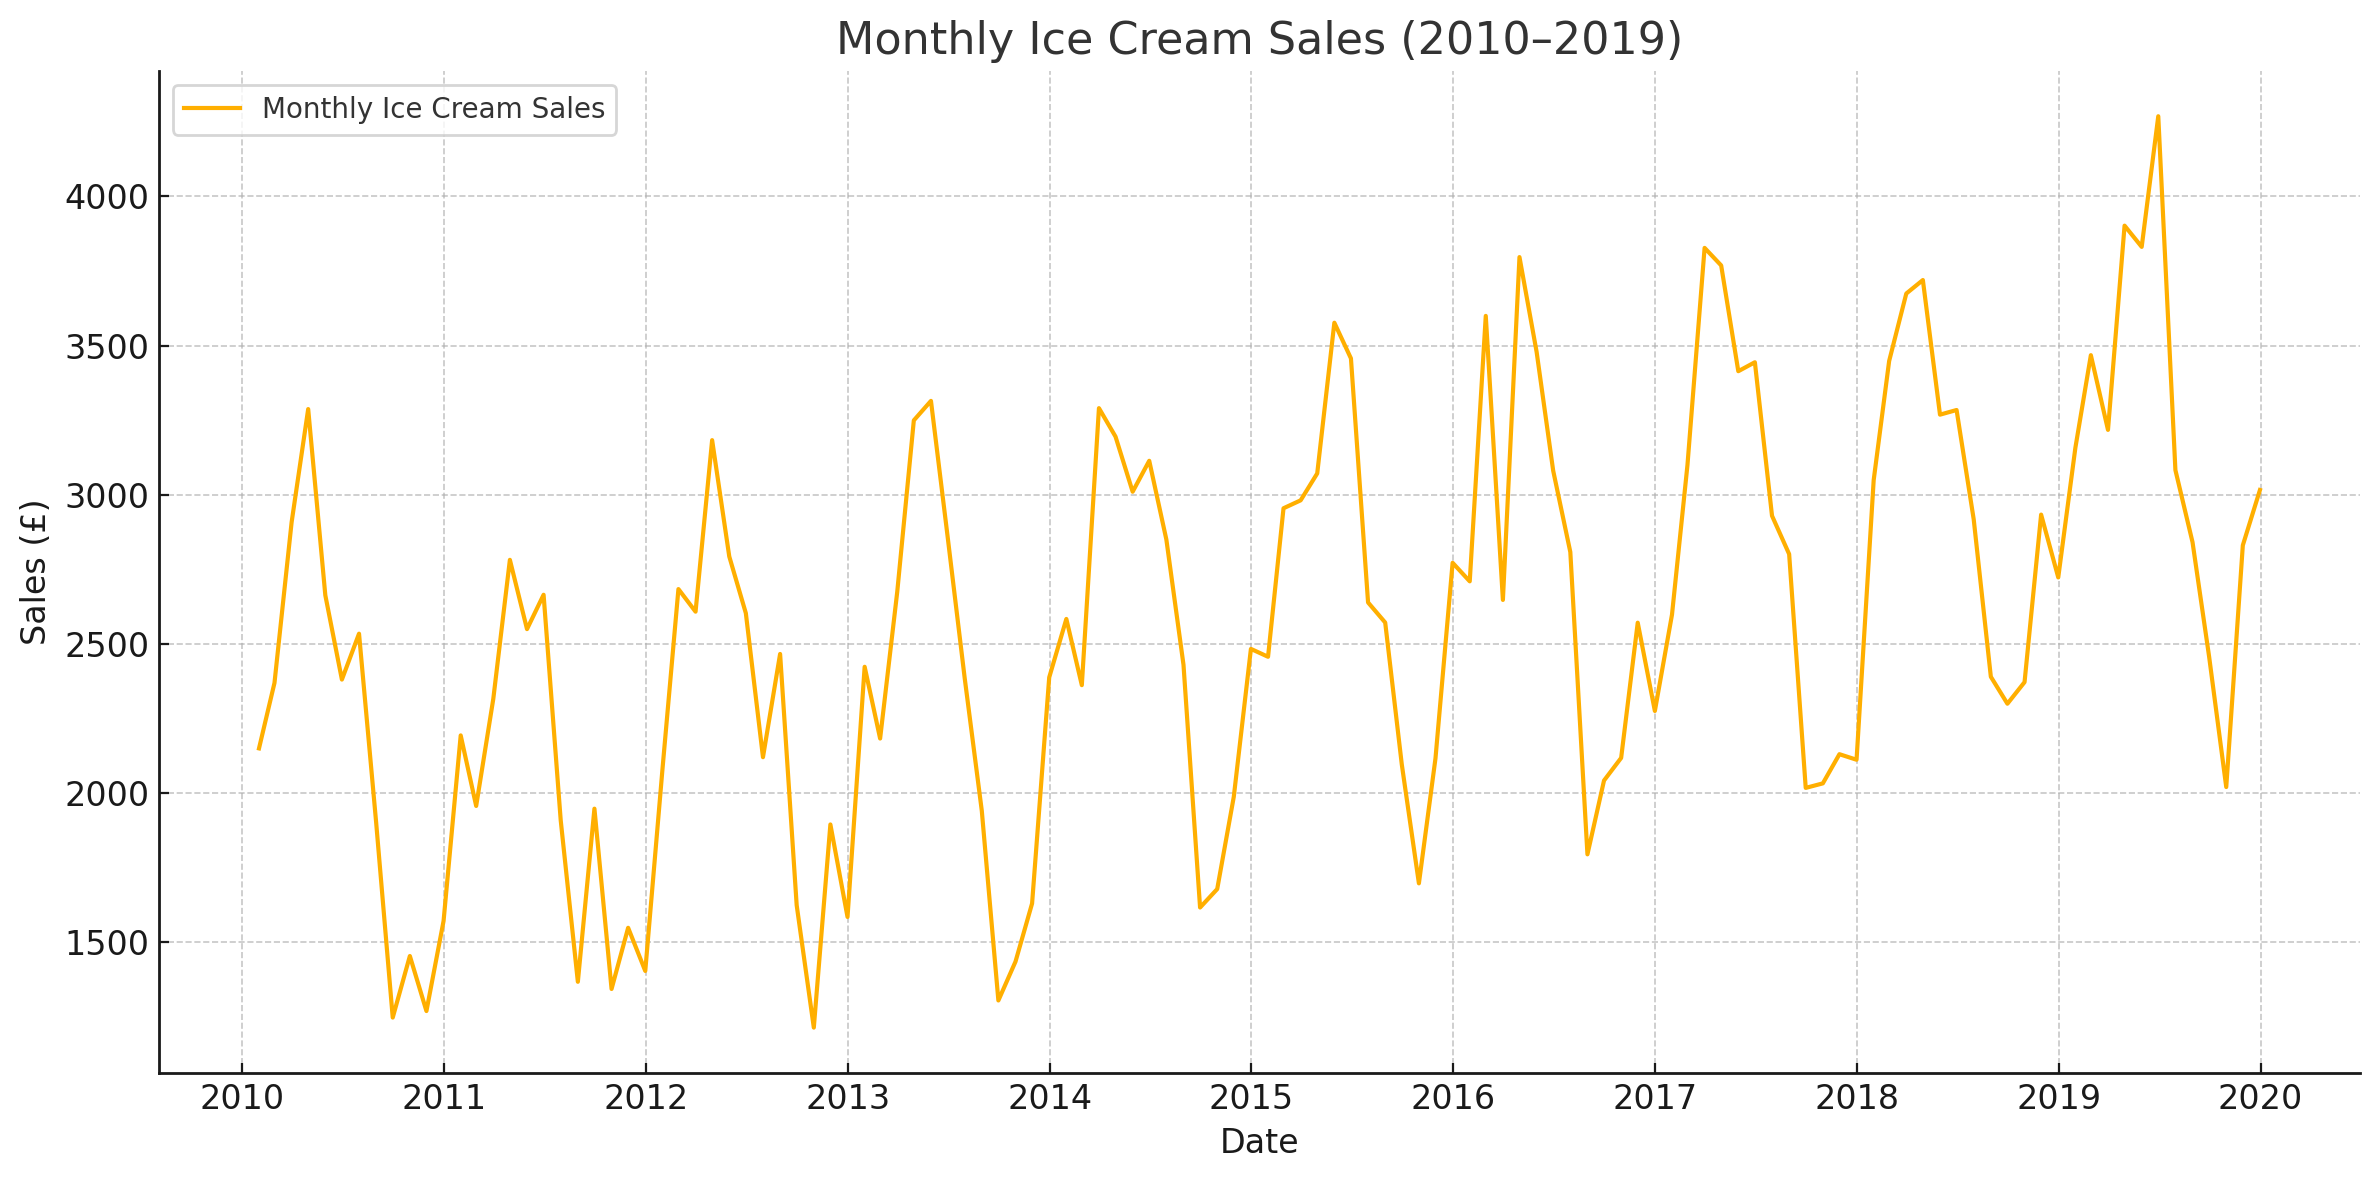 Monthly Ice Cream Sales (2010–2019)
Monthly Ice Cream Sales
4000
3500
3000
2500
2000
1500
Sales (£)
2010 2011 2012 2013 2014 2015 2016 2017 2018 2019 2020
Date